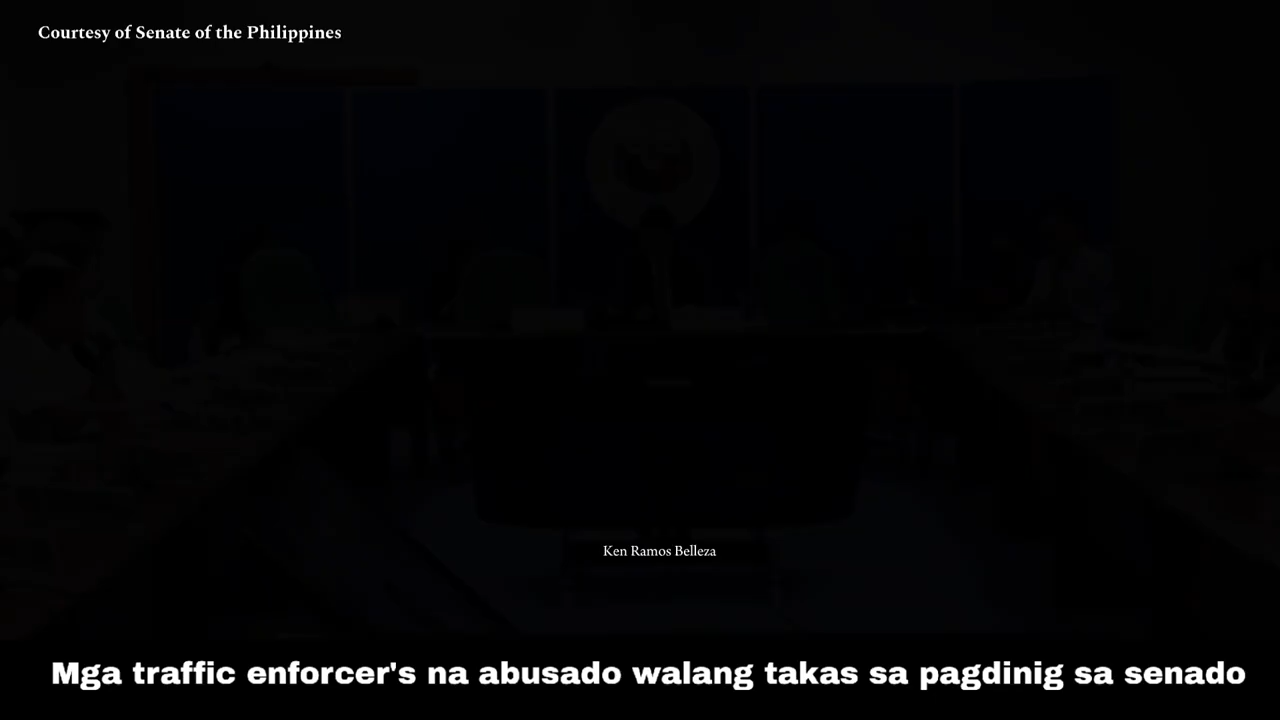 Courtesy of Senate of the Philippines
Ken Ramos Belleza
Mga traffic enforcer's na abusado walang takas sa pagdinig sa senado